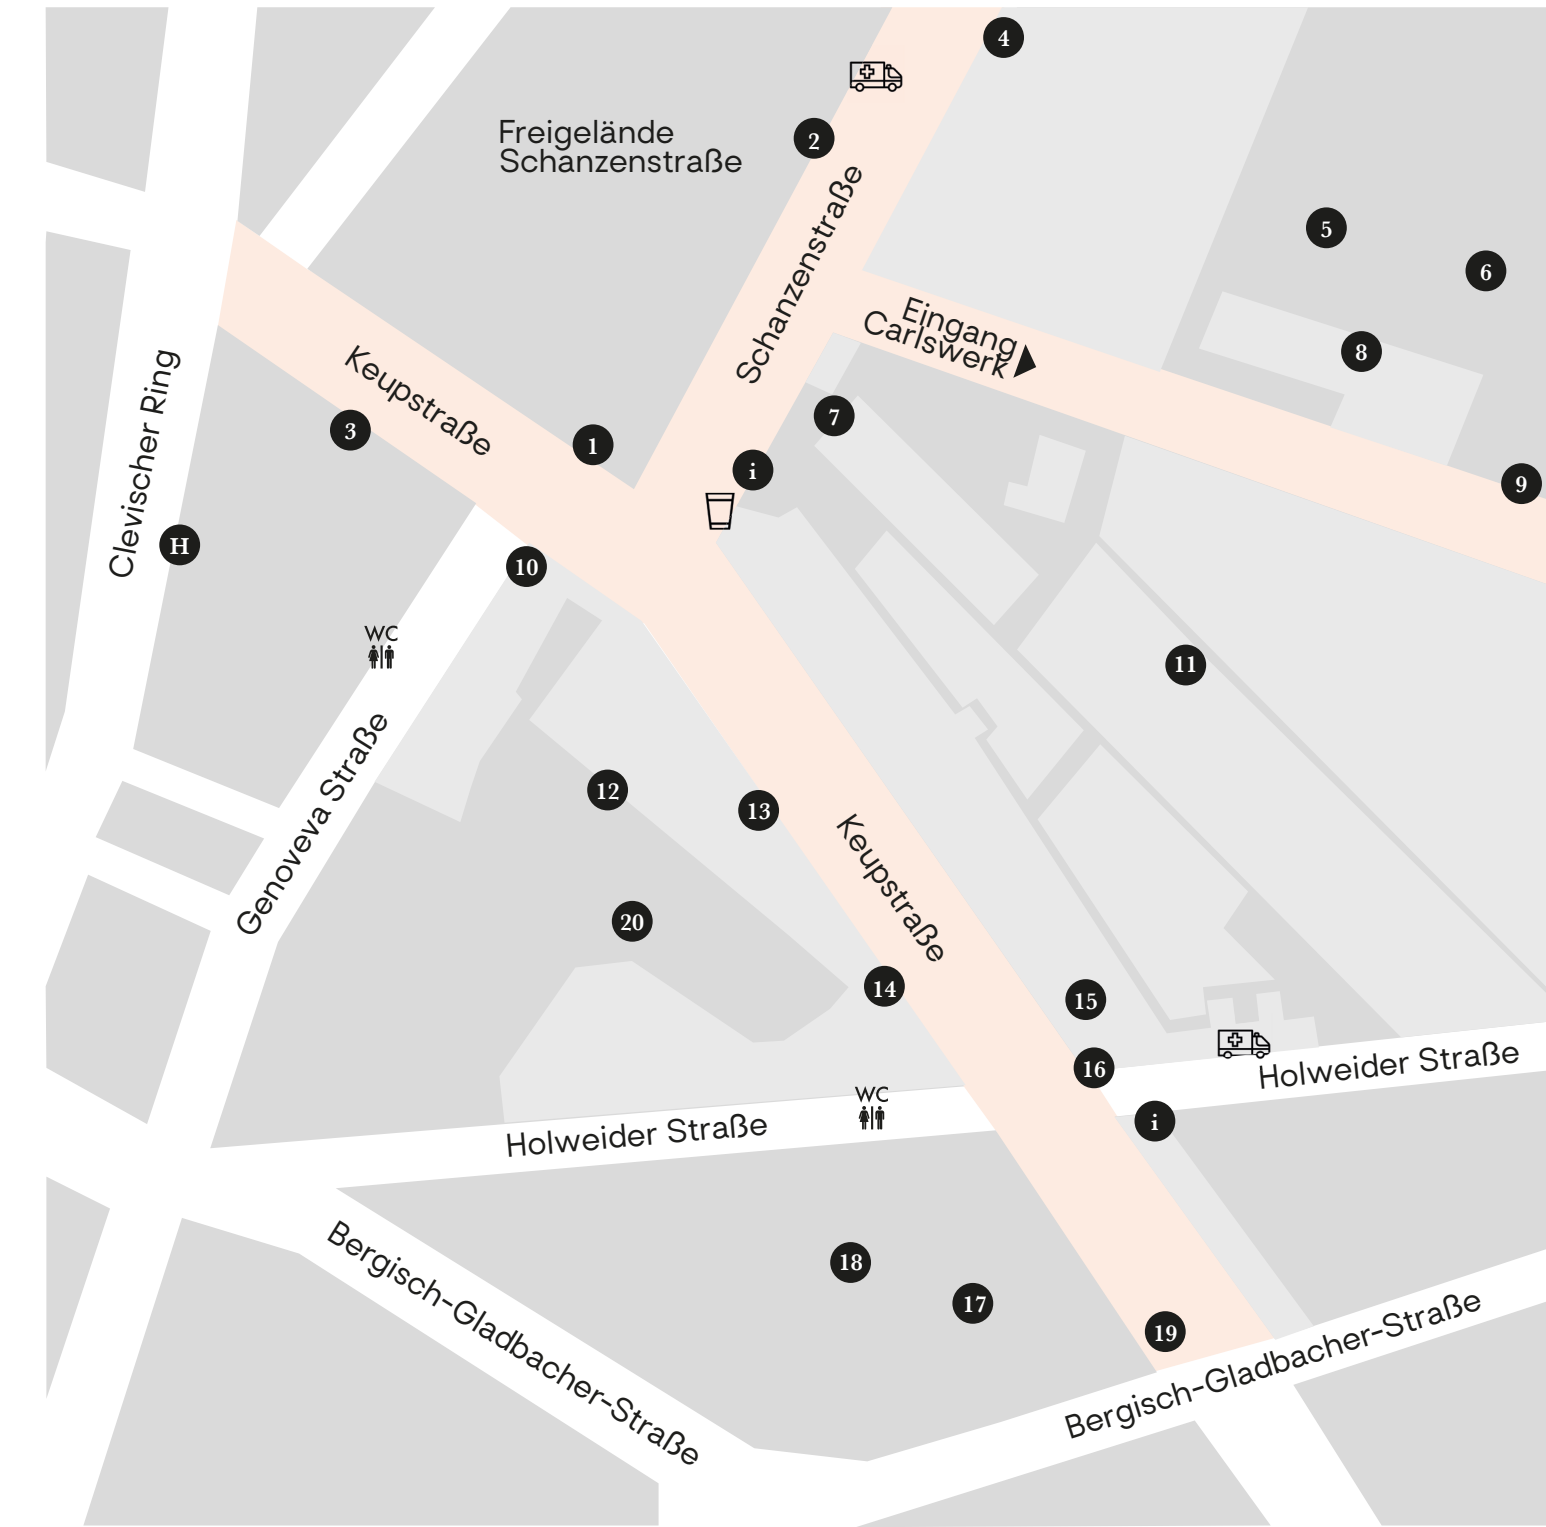 4
Freigelände
Schanzenstraße
2
Schanzenstraße
5
6
Eingang
Carlswerk
8
Clevischer Ring
Keupstraße
3
1
7
i
9
H
10
WC
11
Genoveva Straße
12
13
Keupstraße
20
14
15
16
Holweider Straße
WC
i
Holweider Straße
18
17
19
Bergisch-Gladbacher-Straße
Bergisch-Gladbacher-Straße